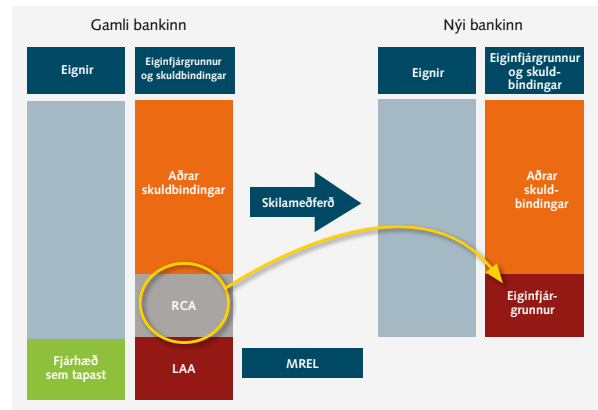 Gamli bankinn
Nýi bankinn
Eignir
Eiginfjárgrunnur
og skuldbindingar
Eignir
Eiginfjárgrunnur
og skuld-
bindingar
Aðrar
skuldbindingar
Skilameðferð
Aðrar
skuld-
bindingar
RCA
Eiginfjár-
grunnur
Fjárhæð
sem tapast
LAA
MREL